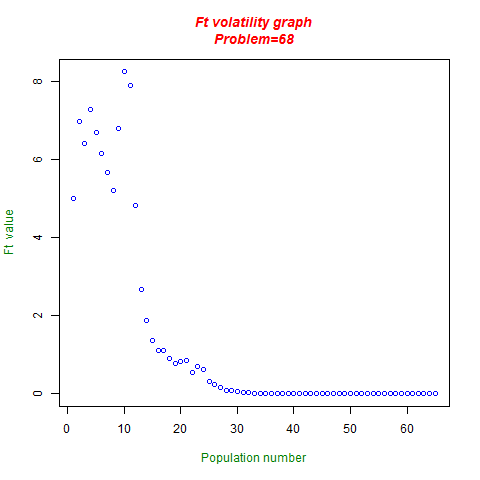 Ft volatility graph
Problem=68
8
6
4
2
0
Ft value
0 10 20 30 40 50 60
Population number